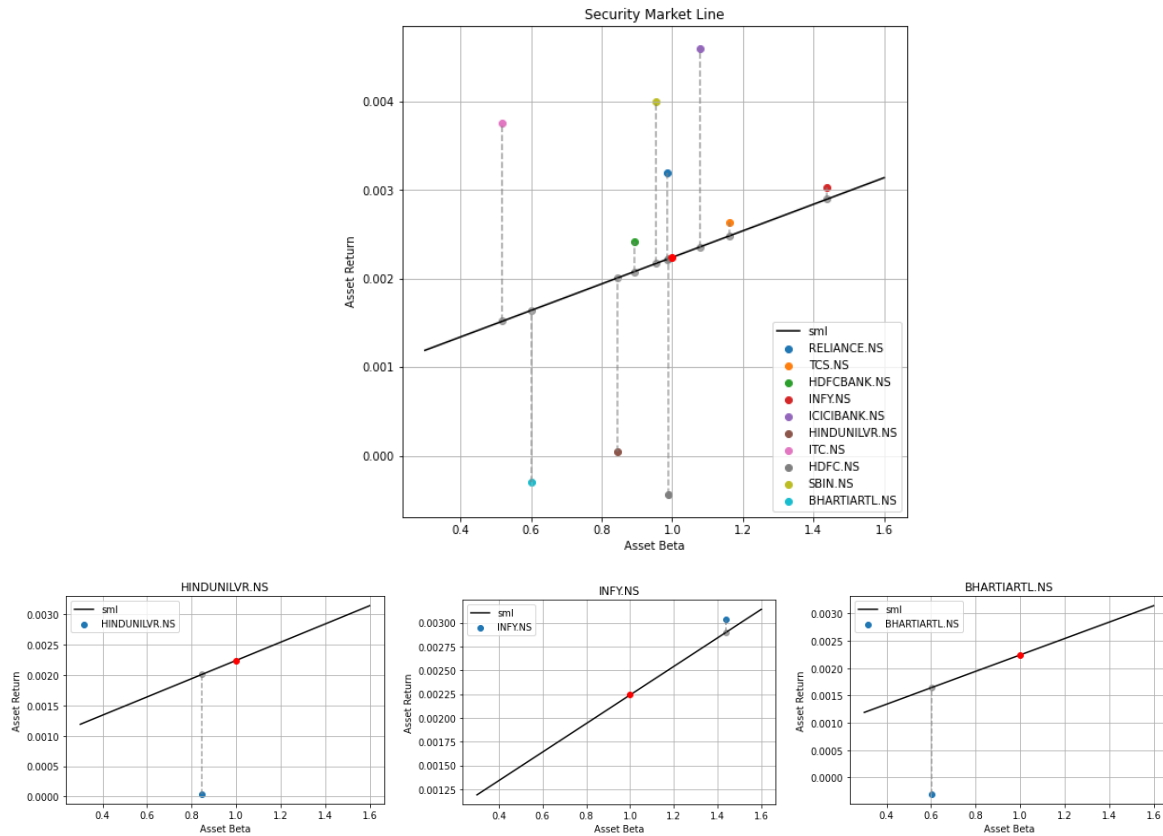 Security Market Line
Asset Return
0.004
0.003
0.002
0.001
0.000
sml
RELIANCE.NS
TCS.NS
HDFCBANK.NS
INFY.NS
ICICIBANK.NS
HINDUNILVR.NS
ITC.NS
HDFC.NS
SBIN.NS
BHARTIARTL.NS
0.4 0.6 0.8 1.0 1.2 1.4 1.6
Asset Beta
HINDUNILVR.NS
Asset Return
0.0030
0.0025
0.0020
0.0015
0.0010
0.0005
0.0000
sml
HINDUNILVR.NS
0.4 0.6 0.8 1.0 1.2 1.4 1.6
Asset Beta
INFY.NS
Asset Return
0.00300
0.00275
0.00250
0.00225
0.00200
0.00175
0.00150
0.00125
sml
INFY.NS
0.4 0.6 0.8 1.0 1.2 1.4 1.6
Asset Beta
BHARTIARTL.NS
Asset Return
0.0030
0.0025
0.0020
0.0015
0.0010
0.0005
0.0000
sml
BHARTIARTL.NS
0.4 0.6 0.8 1.0 1.2 1.4 1.6
Asset Beta